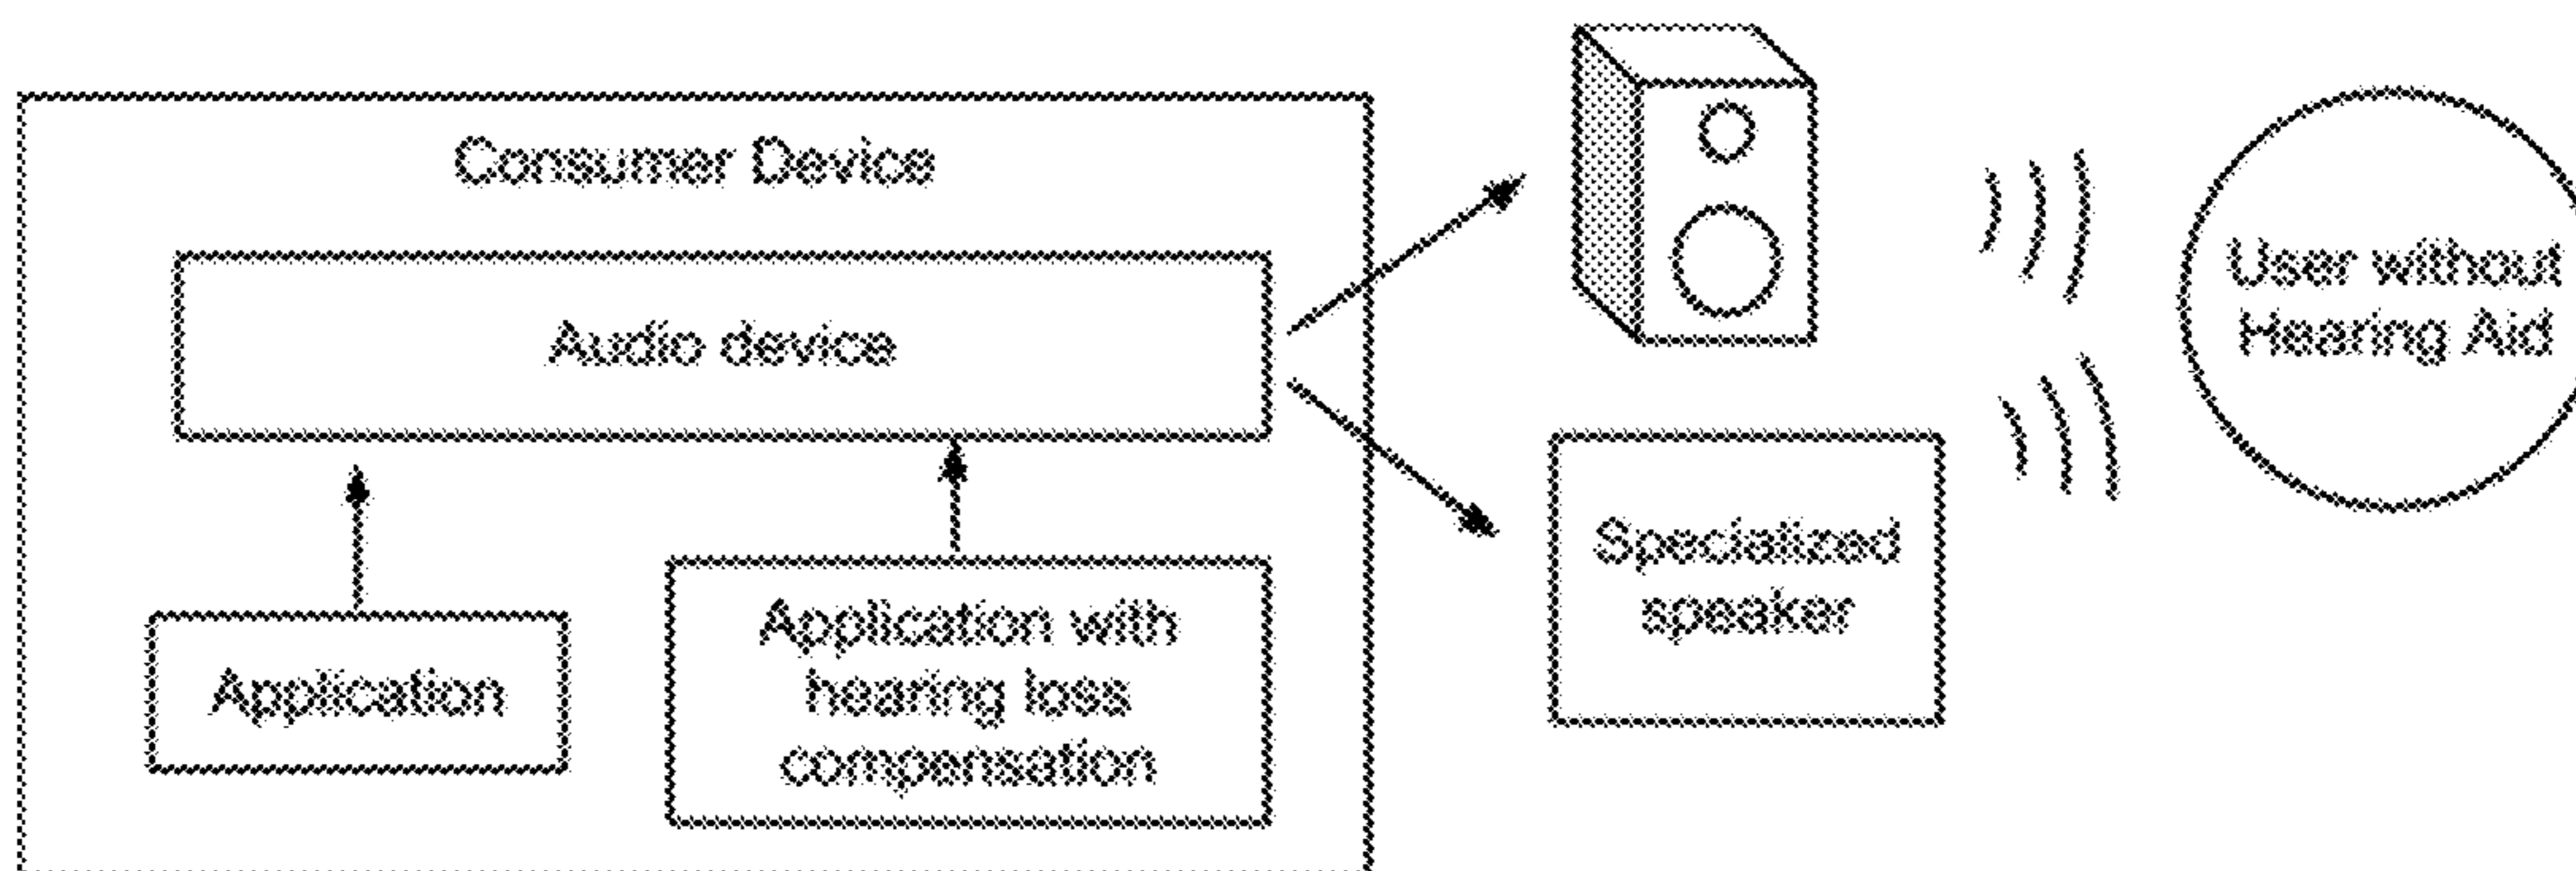 Consumer Device
Audio device
Application
Application with
hearing loss
compensation
Specialized
speaker
User without
Hearing Aid